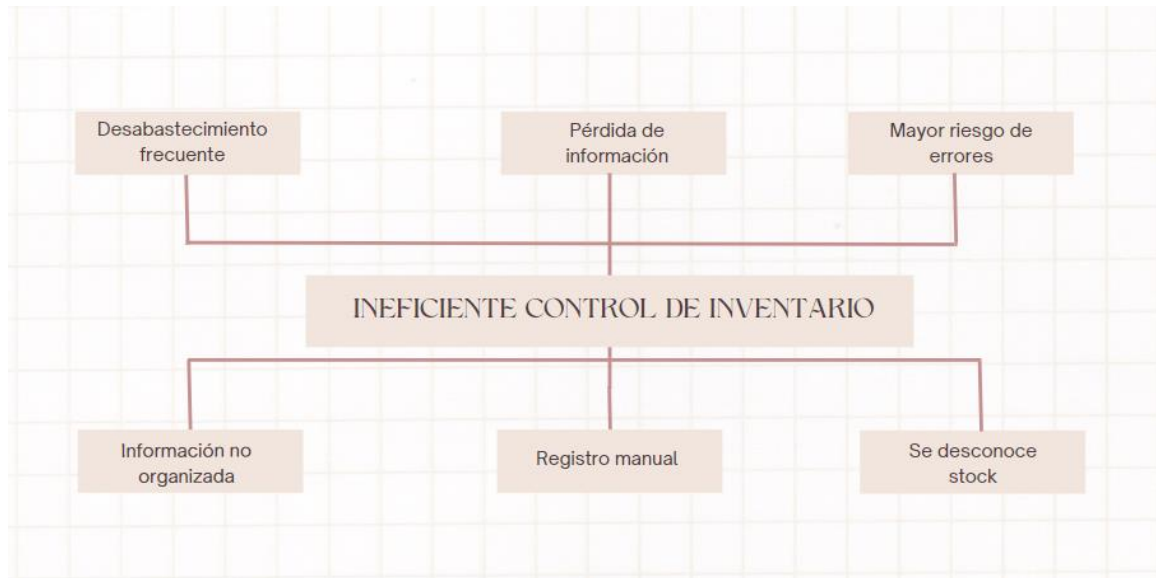 Desabastecimiento
frecuente
Pérdida de
información
Mayor riesgo de
errores
INEFICIENTE CONTROL DE INVENTARIO
Información no
organizada
Registro manual
Se desconoce
stock